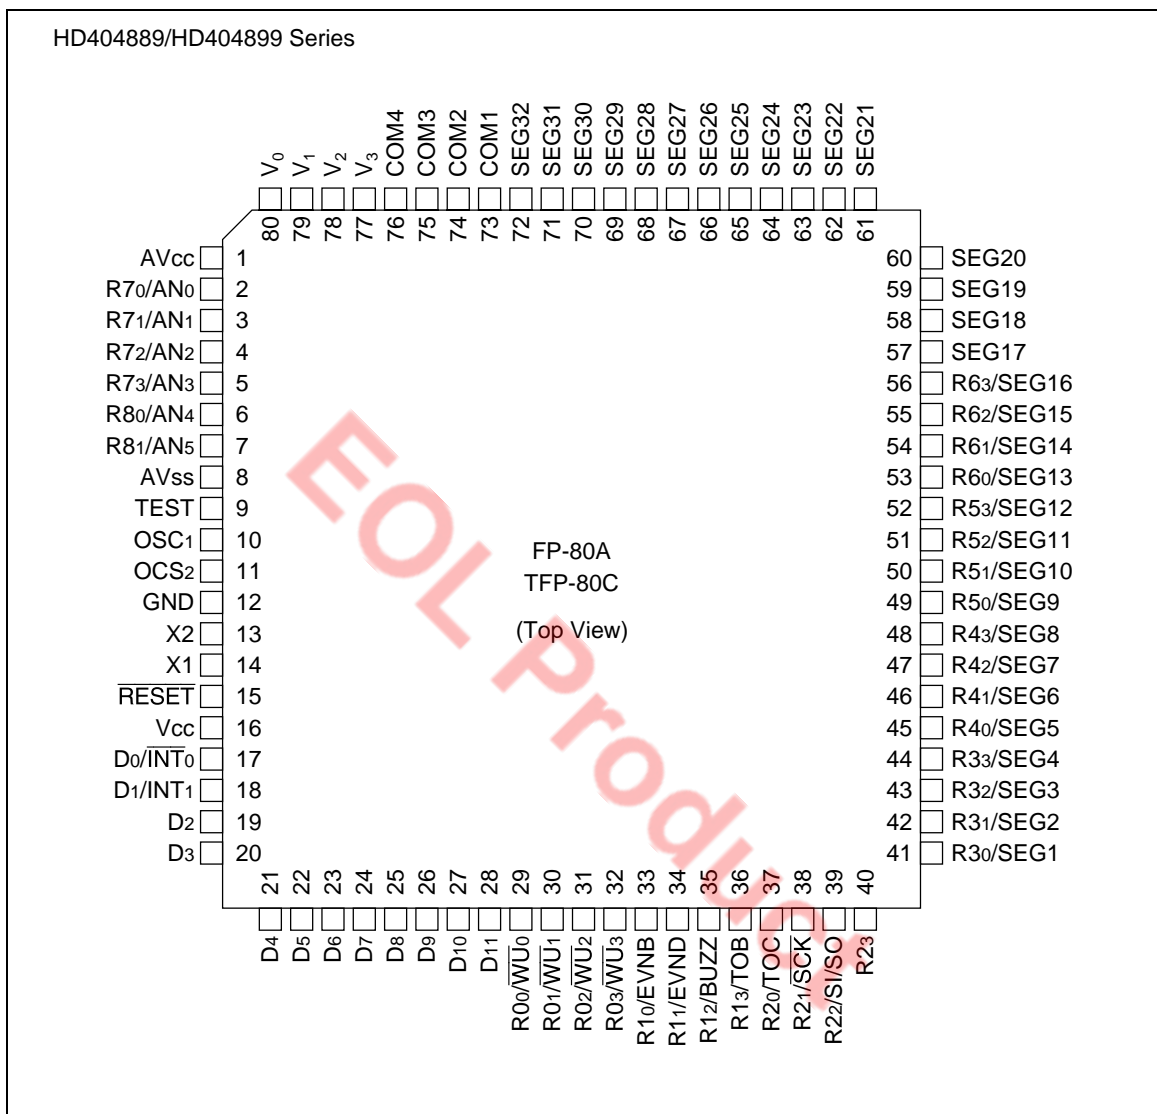 HD404889/HD404899 Series
V0
V1
V2
V3
COM4
COM3
COM2
COM1
SEG32
SEG31
SEG30
SEG29
SEG28
SEG27
SEG26
SEG25
SEG24
SEG23
SEG22
SEG21
80
79
78
77
76
75
74
73
72
71
70
69
68
67
66
65
64
63
62
61
AVcc 1
R70/AN0 2
R71/AN1 3
R72/AN2 4
R73/AN3 5
R80/AN4 6
R81/AN5 7
AVss 8
TEST 9
OSC1 10
OCS2 11
GND 12
X2 13
X1 14
RESET 15
Vcc 16
D0/INT0 17
D1/INT1 18
D2 19
D3 20
60 SEG20
59 SEG19
58 SEG18
57 SEG17
56 R63/SEG16
55 R62/SEG15
54 R61/SEG14
53 R60/SEG13
52 R53/SEG12
51 R52/SEG11
50 R51/SEG10
49 R50/SEG9
48 R43/SEG8
47 R42/SEG7
46 R41/SEG6
45 R40/SEG5
44 R33/SEG4
43 R32/SEG3
42 R31/SEG2
41 R30/SEG1
FP-80A
TFP-80C
(Top View)
EOL Product
21
22
23
24
25
26
27
28
29
30
31
32
33
34
35
36
37
38
39
40
D4
D5
D6
D7
D8
D9
D10
D11
R00/WU0
R01/WU1
R02/WU2
R03/WU3
R10/EVNB
R11/EVND
R12/BUZZ
R13/TOB
R20/TOC
R21/SCK
R22/SI/SO
R23